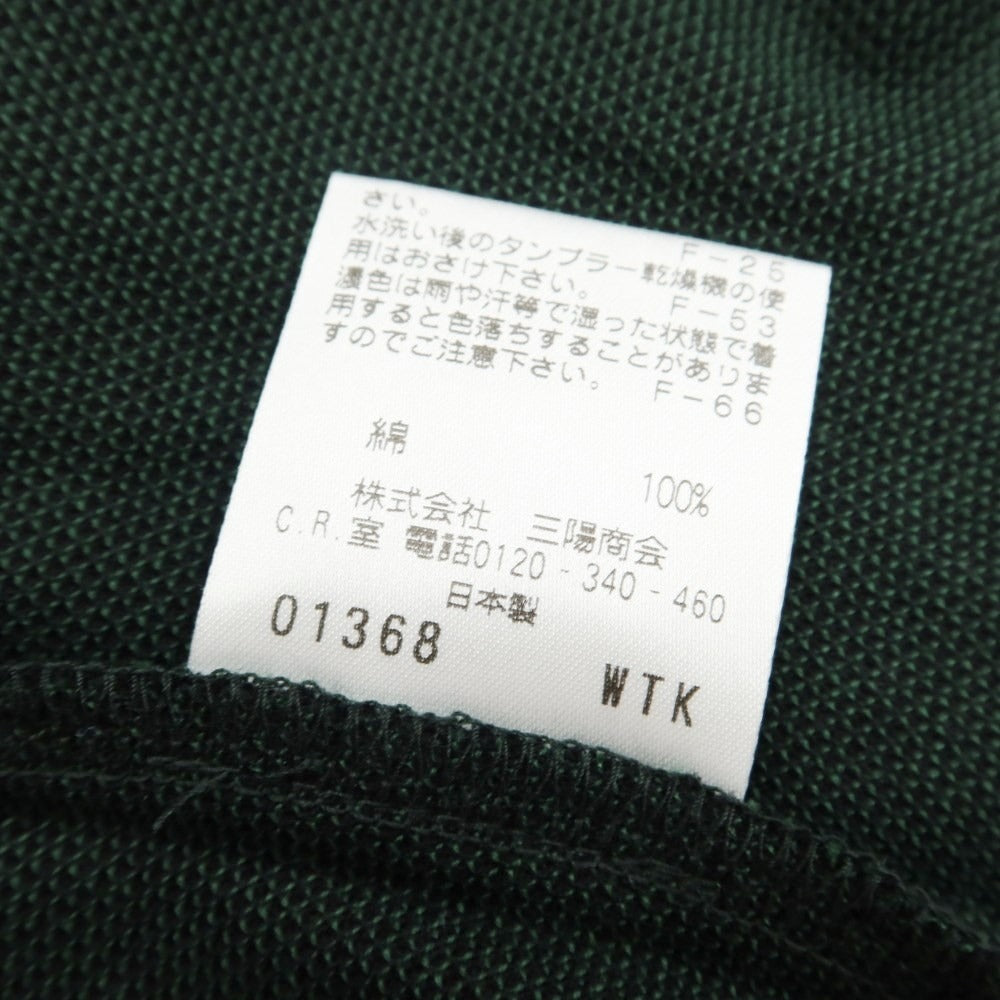 さい。 F-25
水洗い後のタンブラー乾燥機の使
用はおさけ下さい。 F-53
濃色は雨や汗等で湿った状態で着
用すると色落ちすることがありま
すのでご注意下さい。 F-66
綿 100%
株式会社 三陽商会
C.R.室 電話0120-340-460
日本製
01368 WTK